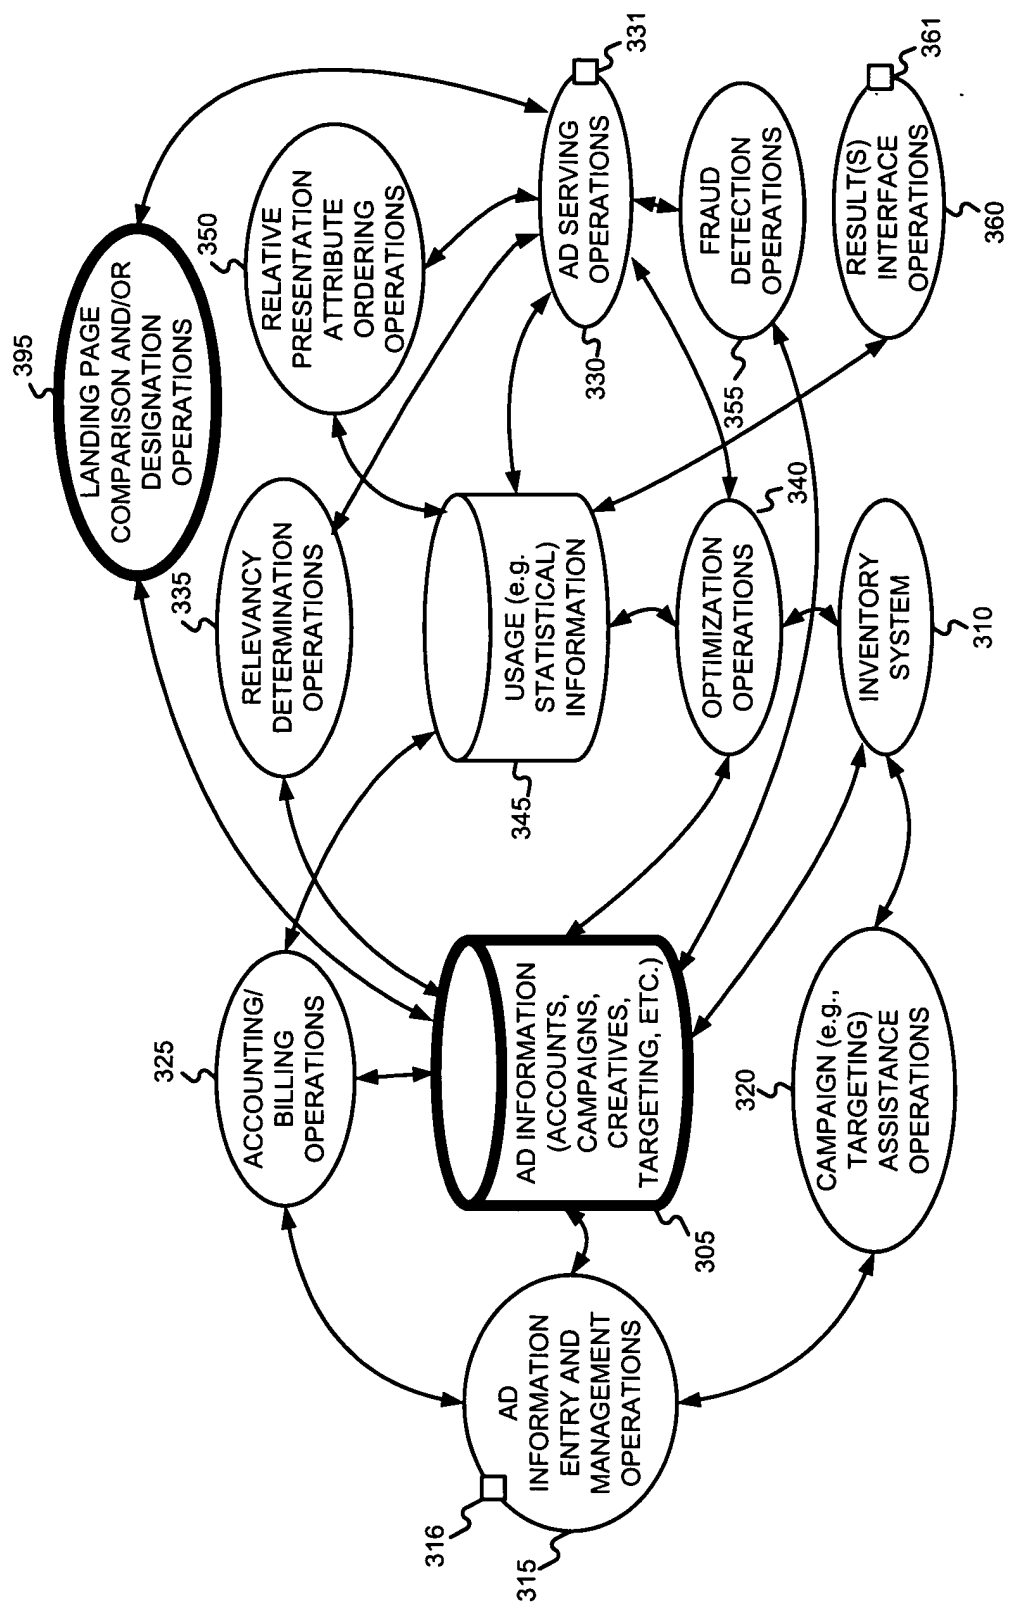 395
LANDING PAGE
COMPARISON AND/OR
DESIGNATION
OPERATIONS
350
RELATIVE
PRESENTATION
ATTRIBUTE
ORDERING
OPERATIONS
335
RELEVANCY
DETERMINATION
OPERATIONS
325
ACCOUNTING/
BILLING
OPERATIONS
331
AD SERVING
OPERATIONS
330
345
USAGE (e.g.
STATISTICAL)
INFORMATION
316
315
AD
INFORMATION
ENTRY AND
MANAGEMENT
OPERATIONS
AD INFORMATION
(ACCOUNTS,
CAMPAIGNS,
CREATIVES,
TARGETING, ETC.)
305
FRAUD
DETECTION
OPERATIONS
355
340
OPTIMIZATION
OPERATIONS
361
RESULT(S)
INTERFACE
OPERATIONS
360
INVENTORY
SYSTEM
310
320
CAMPAIGN (e.g.,
TARGETING)
ASSISTANCE
OPERATIONS